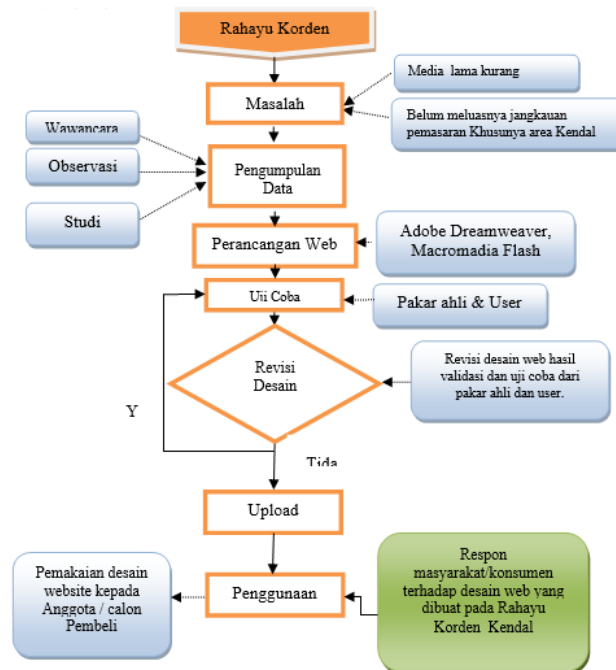 Rahayu Korden
Media lama kurang
Masalah
Belum meluasnya jangkauan
pemasaran Khusunya area Kendal
Wawancara
Observasi
Studi
Pengumpulan
Data
Perancangan Web
Adobe Dreamweaver,
Macromadia Flash
Uji Coba
Pakar ahli & User
Revisi
Desain
Revisi desain web hasil
validasi dan uji coba dari
pakar ahli dan user.
Y
Tida
Upload
Pemakaian desain
website kepada
Anggota / calon
Pembeli
Penggunaan
Respon
masyarakat/konsumen
terhadap desain web yang
dibuat pada Rahayu
Korden Kendal